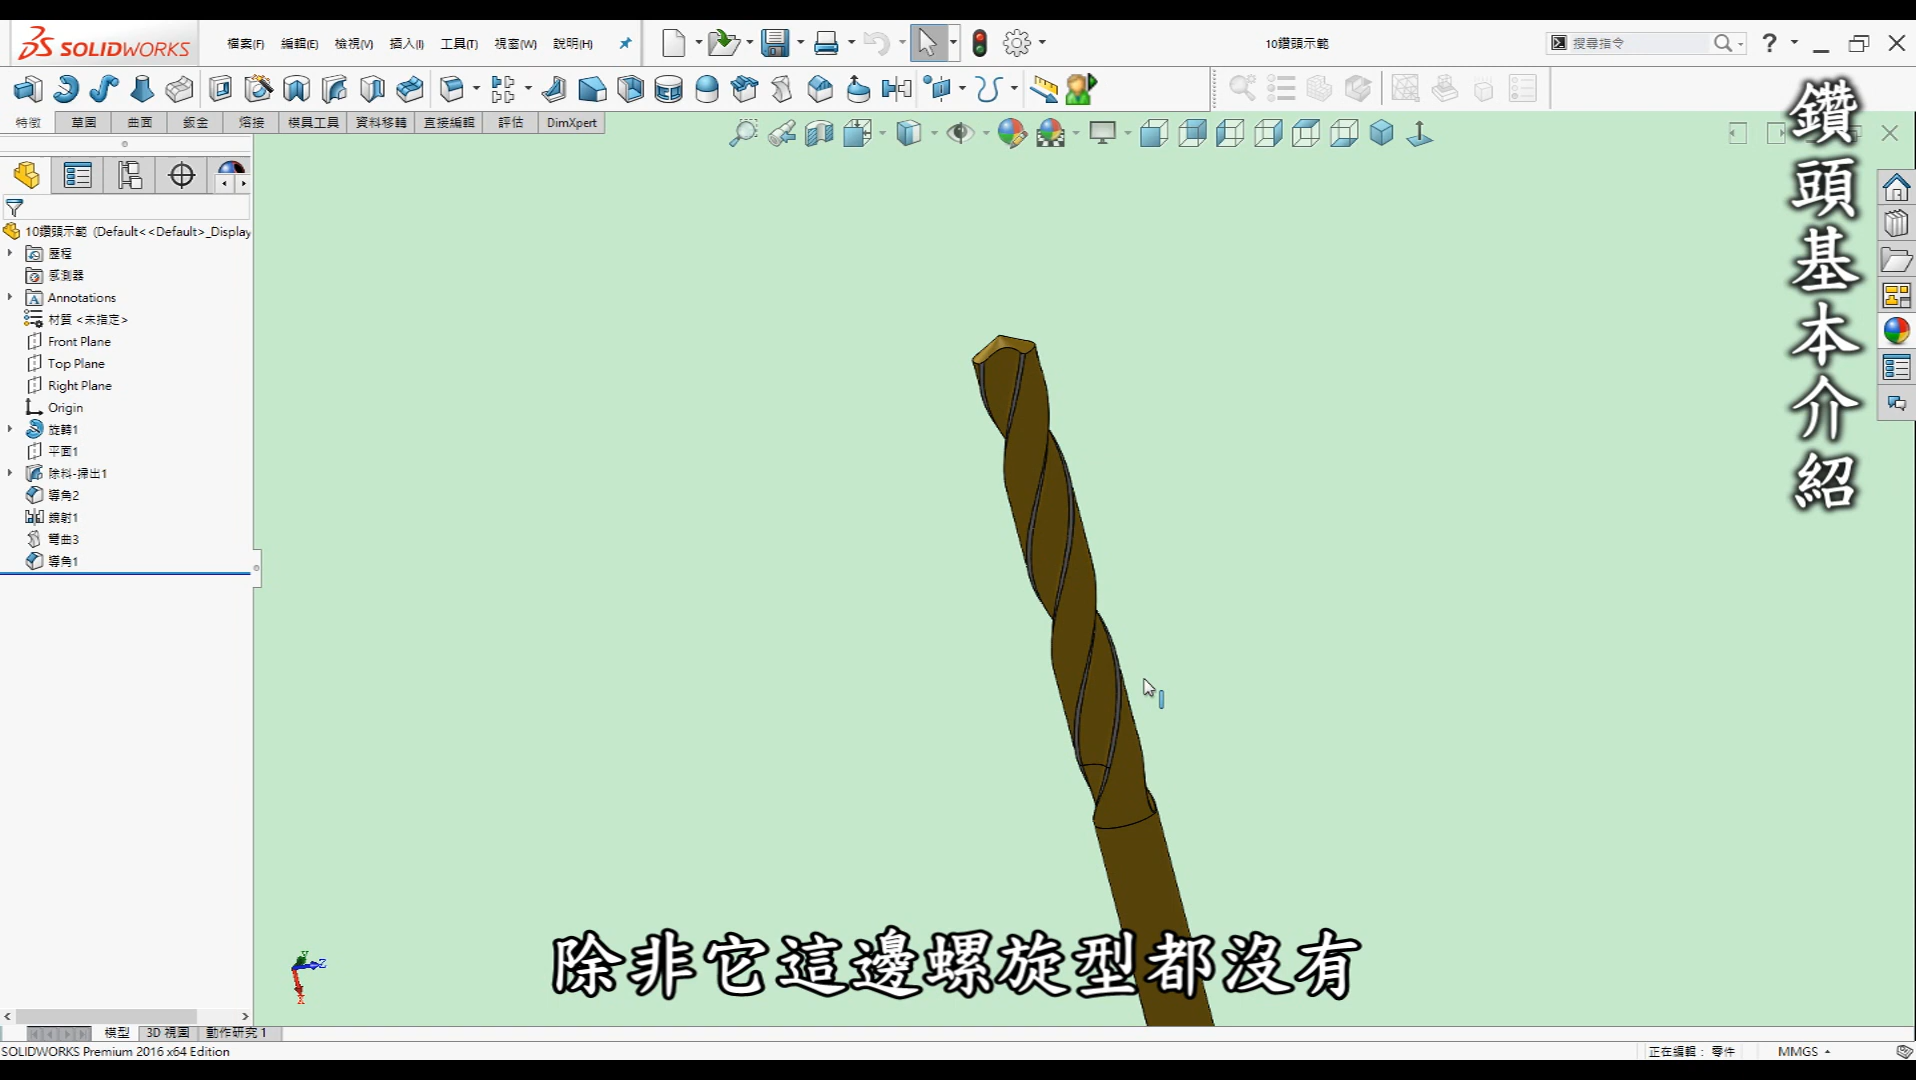 SOLIDWORKS
檔案(F) 編輯(E) 檢視(V) 插入(I) 工具(T) 視窗(W) 說明(H)
10鑽頭示範
搜尋指令
特徵 草圖 曲面 鈑金 熔接 模具工具 資料移轉 直接編輯 評估 DimXpert
10鑽頭示範 (Default<<Default>_Display
歷程
感測器
Annotations
材質 <未指定>
Front Plane
Top Plane
Right Plane
Origin
旋轉1
平面1
除料-掃出1
導角2
鏡射1
彎曲3
導角1
鑽頭基本介紹
除非它這邊螺旋型都沒有
模型 3D 視圖 動作研究 1
SOLIDWORKS Premium 2016 x64 Edition
正在編輯： 零件
MMGS